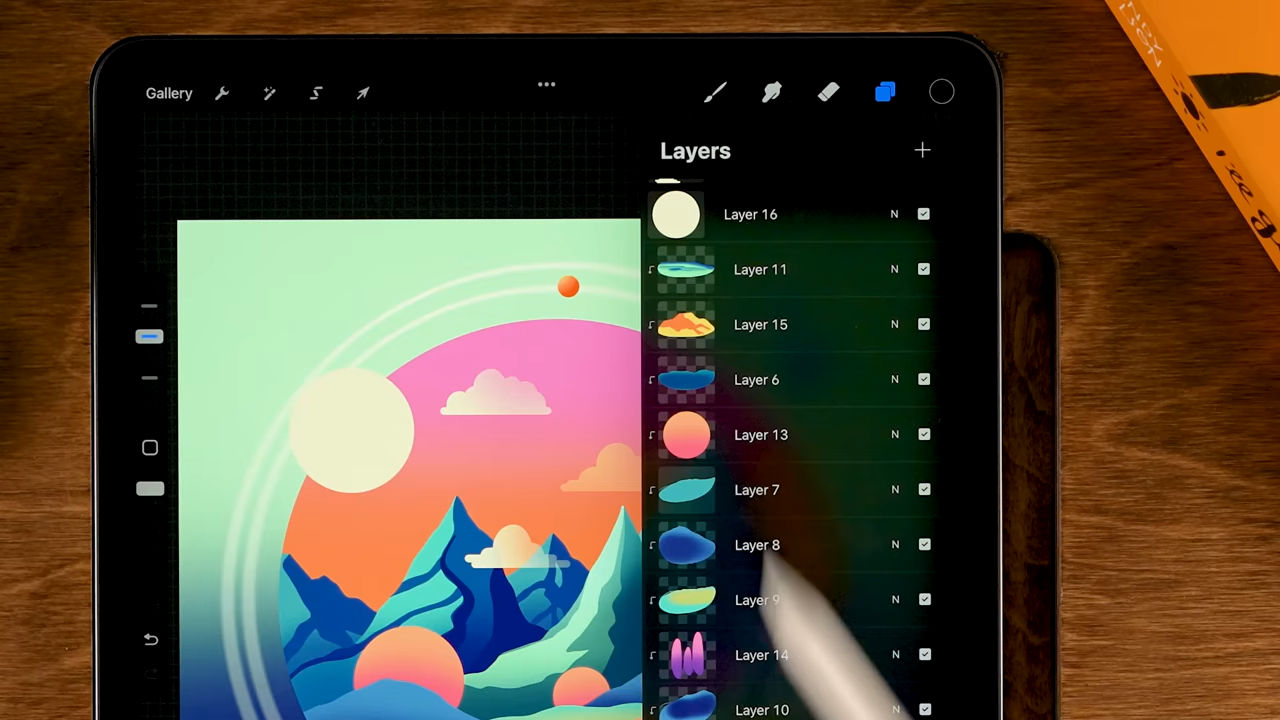 Gallery
Layers
Layer 16 N
Layer 11 N
Layer 15 N
Layer 6 N
Layer 13 N
Layer 7 N
Layer 8 N
Layer 9 N
Layer 14 N
Layer 10 N